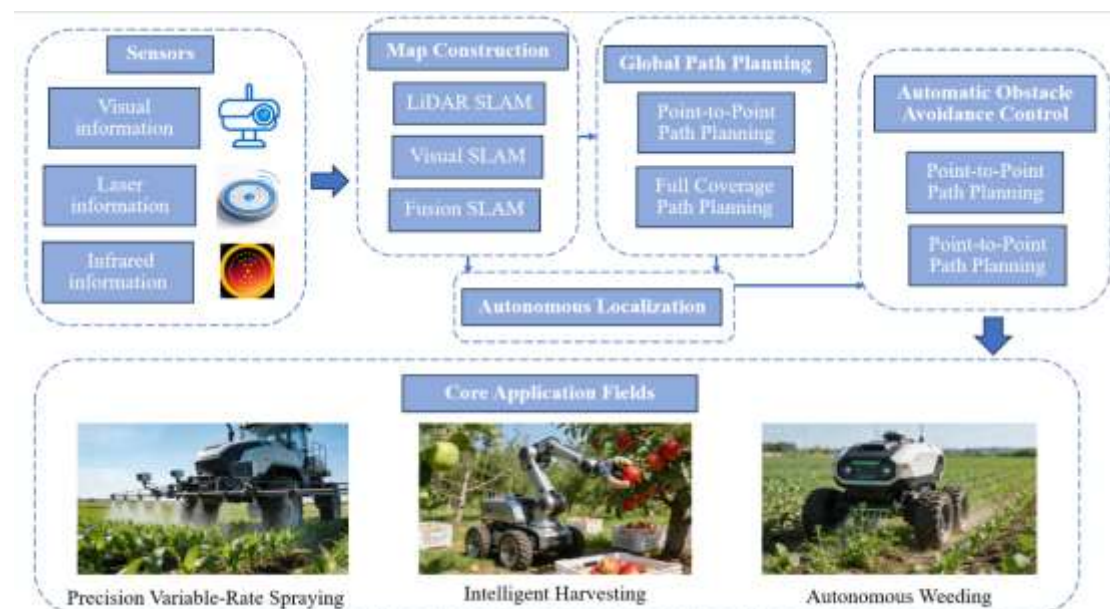 Sensors
Visual
information
Laser
information
Infrared
information
Map Construction
LiDAR SLAM
Visual SLAM
Fusion SLAM
Global Path Planning
Point-to-Point
Path Planning
Full Coverage
Path Planning
Autonomous Localization
Automatic Obstacle
Avoidance Control
Point-to-Point
Path Planning
Point-to-Point
Path Planning
Core Application Fields
Precision Variable-Rate Spraying
Intelligent Harvesting
Autonomous Weeding